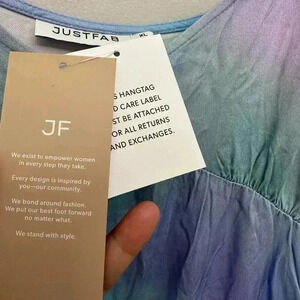 JUSTFAB
XL
S HANGTAG
D CARE LABEL
ST BE ATTACHED
OR ALL RETURNS
AND EXCHANGES.
JF
We exist to empower women
in every step they take.
Every design is inspired by
you—our community.
We bond around fashion.
We put our best foot forward
no matter what.
We stand with style.